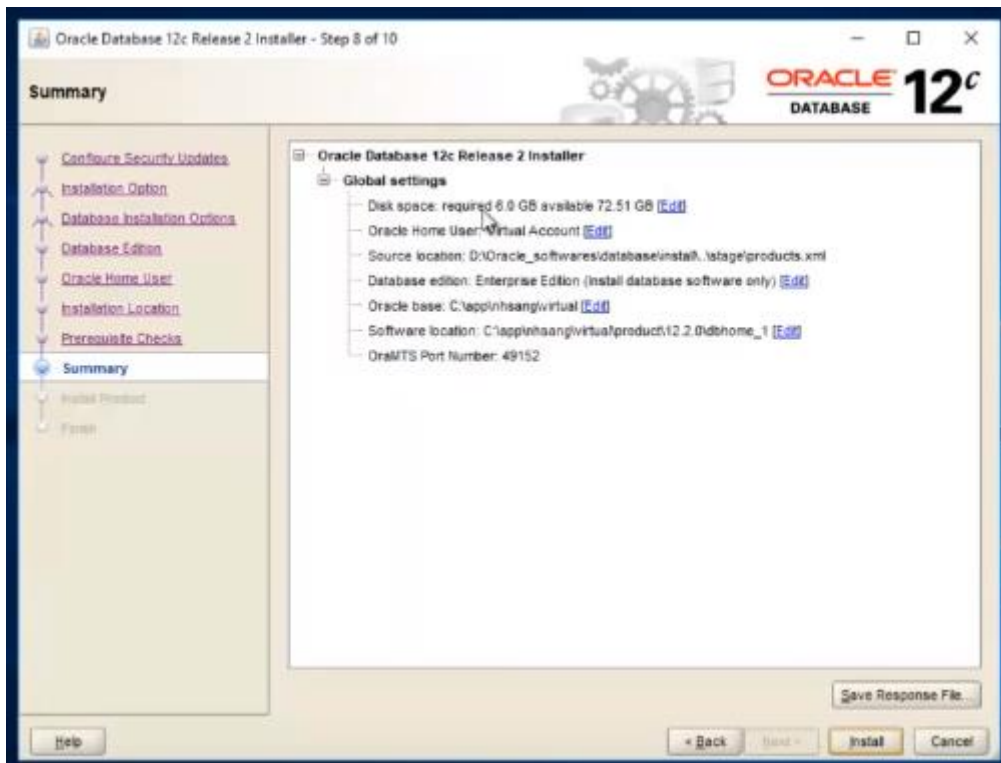 Oracle Database 12c Release 2 Installer - Step 8 of 10
Summary
ORACLE DATABASE 12c
Configure Security Updates
Installation Option
Database Installation Options
Database Edition
Oracle Home User
Installation Location
Prerequisite Checks
Summary
Install Product
Finish
Oracle Database 12c Release 2 Installer
Global settings
Disk space: required 6.0 GB available 72.51 GB [Edit]
Oracle Home User: Virtual Account [Edit]
Source location: D:\Oracle_softwares\database\install\..\stage\products.xml
Database edition: Enterprise Edition (Install database software only) [Edit]
Oracle base: C:\app\nhsang\virtual [Edit]
Software location: C:\app\nhsang\virtual\product\12.2.0\dbhome_1 [Edit]
OraMTS Port Number: 49152
Save Response File...
Help
< Back
Next >
Install
Cancel